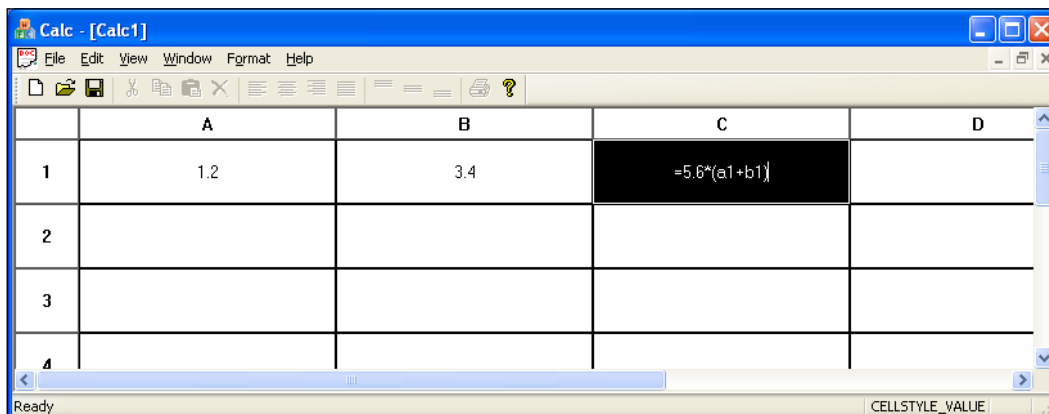 Calc - [Calc1]
File Edit View Window Format Help
A B C D
1 1.2 3.4 =5.6*(a1+b1)
2
3
4
Ready CELLSTYLE_VALUE